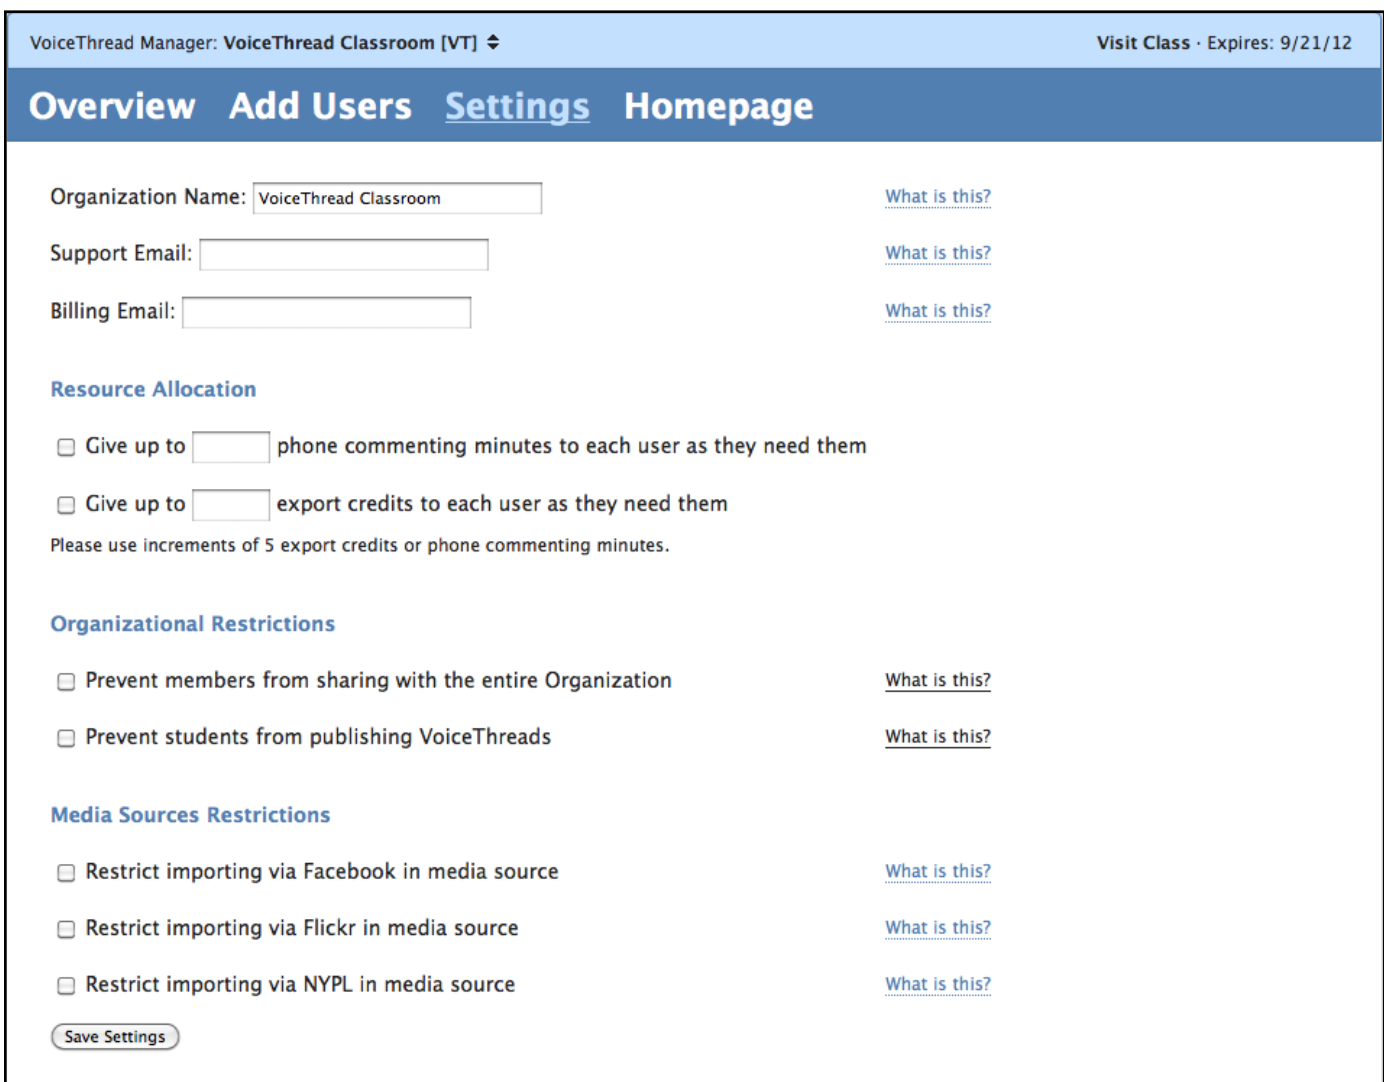 VoiceThread Manager: VoiceThread Classroom [VT] Visit Class · Expires: 9/21/12
Overview Add Users Settings Homepage
Organization Name: VoiceThread Classroom What is this?
Support Email: What is this?
Billing Email: What is this?
Resource Allocation
Give up to phone commenting minutes to each user as they need them
Give up to export credits to each user as they need them
Please use increments of 5 export credits or phone commenting minutes.
Organizational Restrictions
Prevent members from sharing with the entire Organization What is this?
Prevent students from publishing VoiceThreads What is this?
Media Sources Restrictions
Restrict importing via Facebook in media source What is this?
Restrict importing via Flickr in media source What is this?
Restrict importing via NYPL in media source What is this?
Save Settings